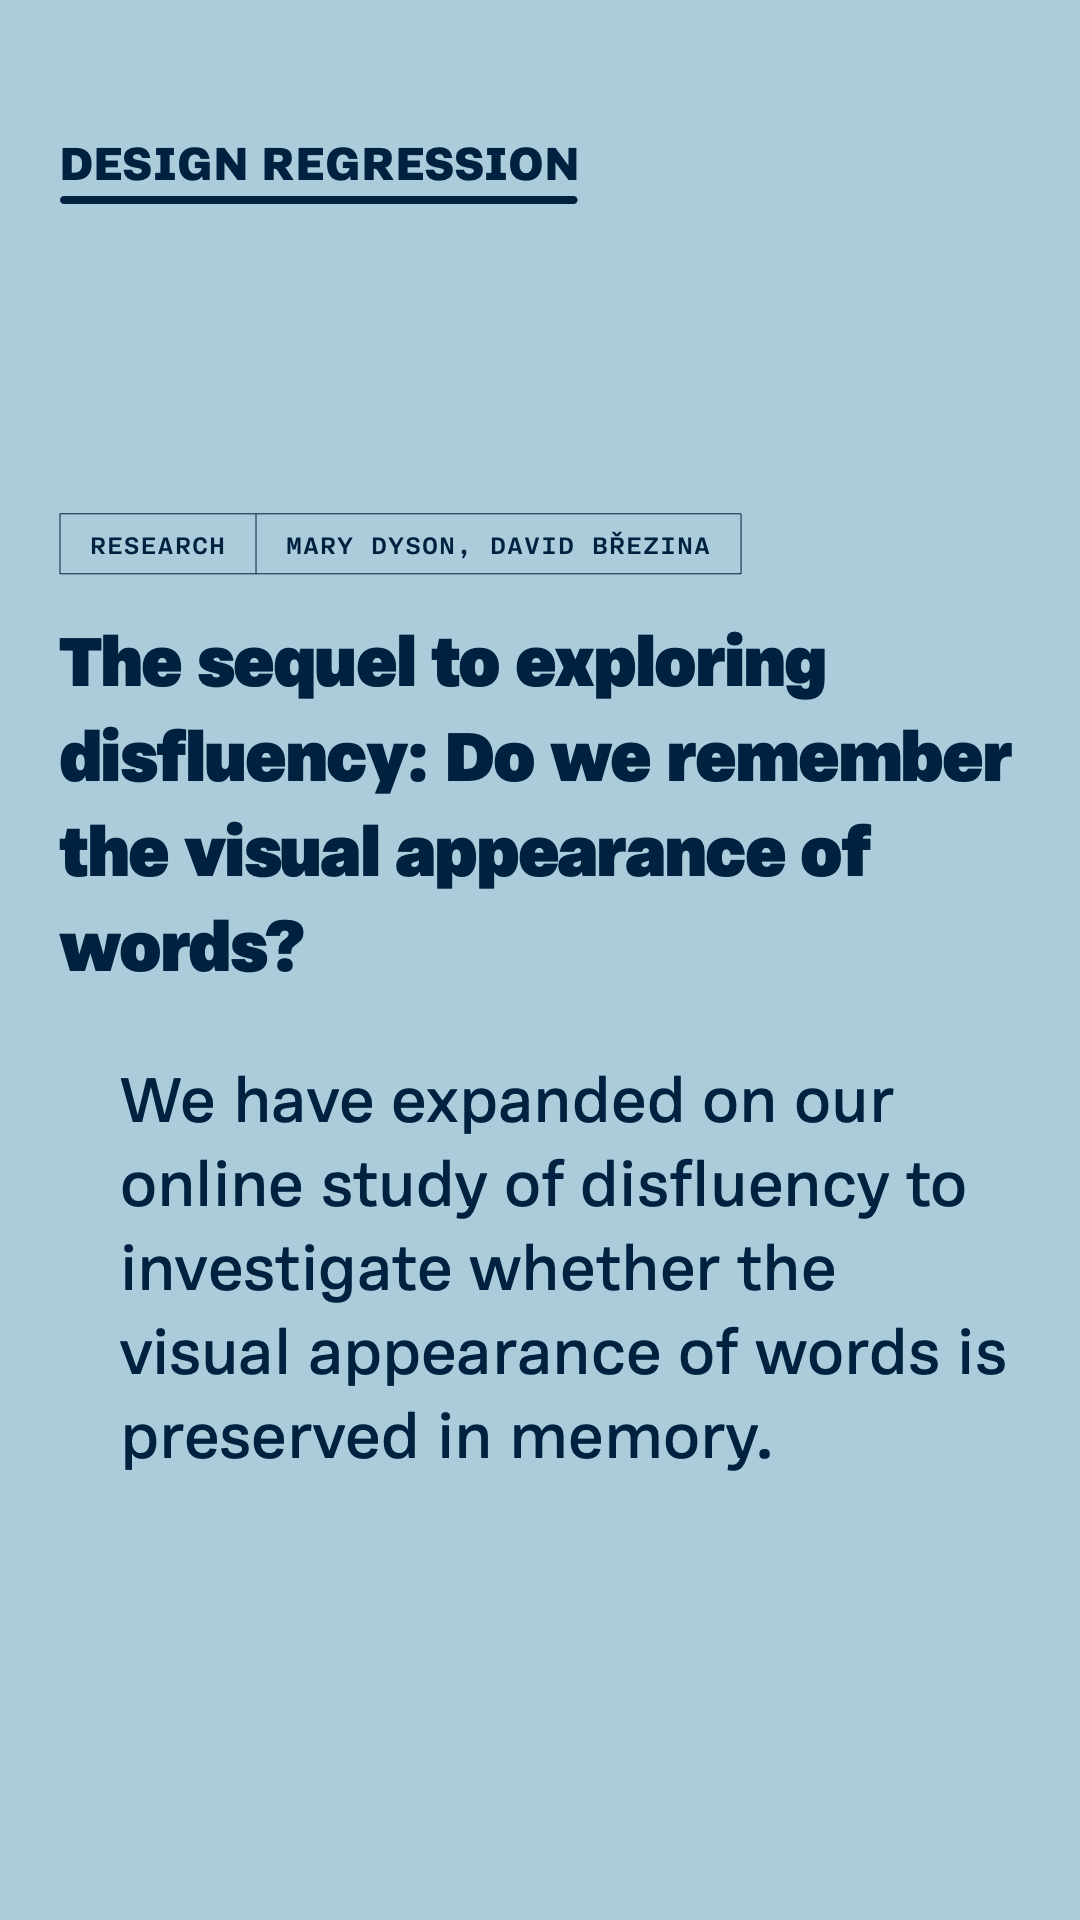 DESIGN REGRESSION
RESEARCH MARY DYSON, DAVID BŘEZINA
The sequel to exploring
disfluency: Do we remember
the visual appearance of
words?
We have expanded on our
online study of disfluency to
investigate whether the
visual appearance of words is
preserved in memory.